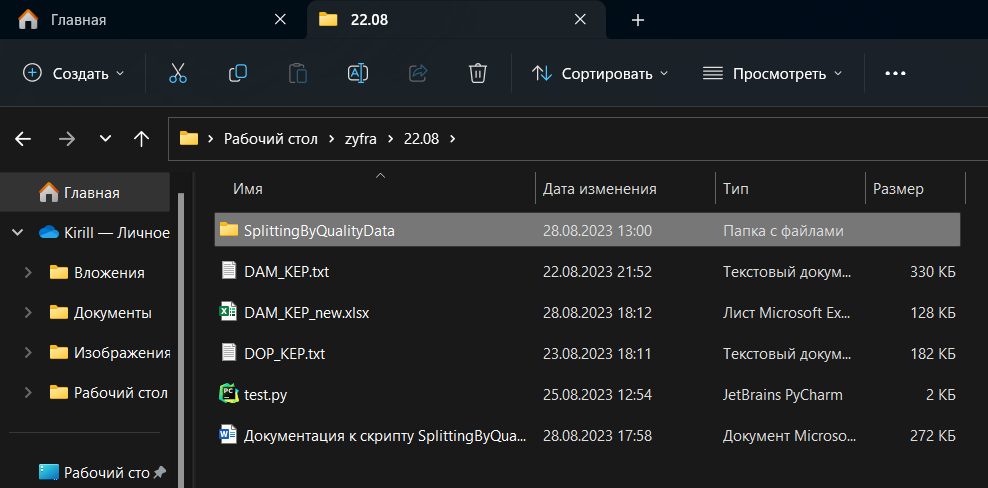 Главная
22.08
Создать
Сортировать
Просмотреть
Рабочий стол
zyfra
22.08
Главная
Kirill — Личное
Вложения
Документы
Изображения
Рабочий стол
Рабочий сто
Имя Дата изменения Тип Размер
SplittingByQualityData 28.08.2023 13:00 Папка с файлами
DAM_KEP.txt 22.08.2023 21:52 Текстовый докум... 330 КБ
DAM_KEP_new.xlsx 28.08.2023 18:12 Лист Microsoft Ex... 128 КБ
DOP_KEP.txt 23.08.2023 18:11 Текстовый докум... 182 КБ
test.py 25.08.2023 12:54 JetBrains PyCharm 2 КБ
Документация к скрипту SplittingByQua... 28.08.2023 17:58 Документ Microso... 272 КБ